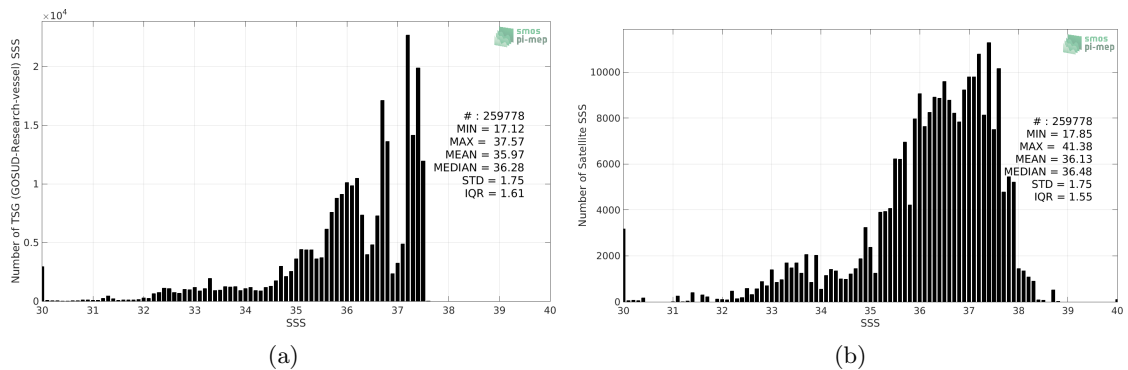 ×10⁴
Number of TSG (GOSUD-Research-vessel) SSS
2
1.5
1
0.5
0
smos
pi-mep
# : 259778
MIN = 17.12
MAX = 37.57
MEAN = 35.97
MEDIAN = 36.28
STD = 1.75
IQR = 1.61
30 31 32 33 34 35 36 37 38 39 40
SSS
(a)
Number of Satellite SSS
10000
8000
6000
4000
2000
0
smos
pi-mep
# : 259778
MIN = 17.85
MAX = 41.38
MEAN = 36.13
MEDIAN = 36.48
STD = 1.75
IQR = 1.55
30 31 32 33 34 35 36 37 38 39 40
SSS
(b)